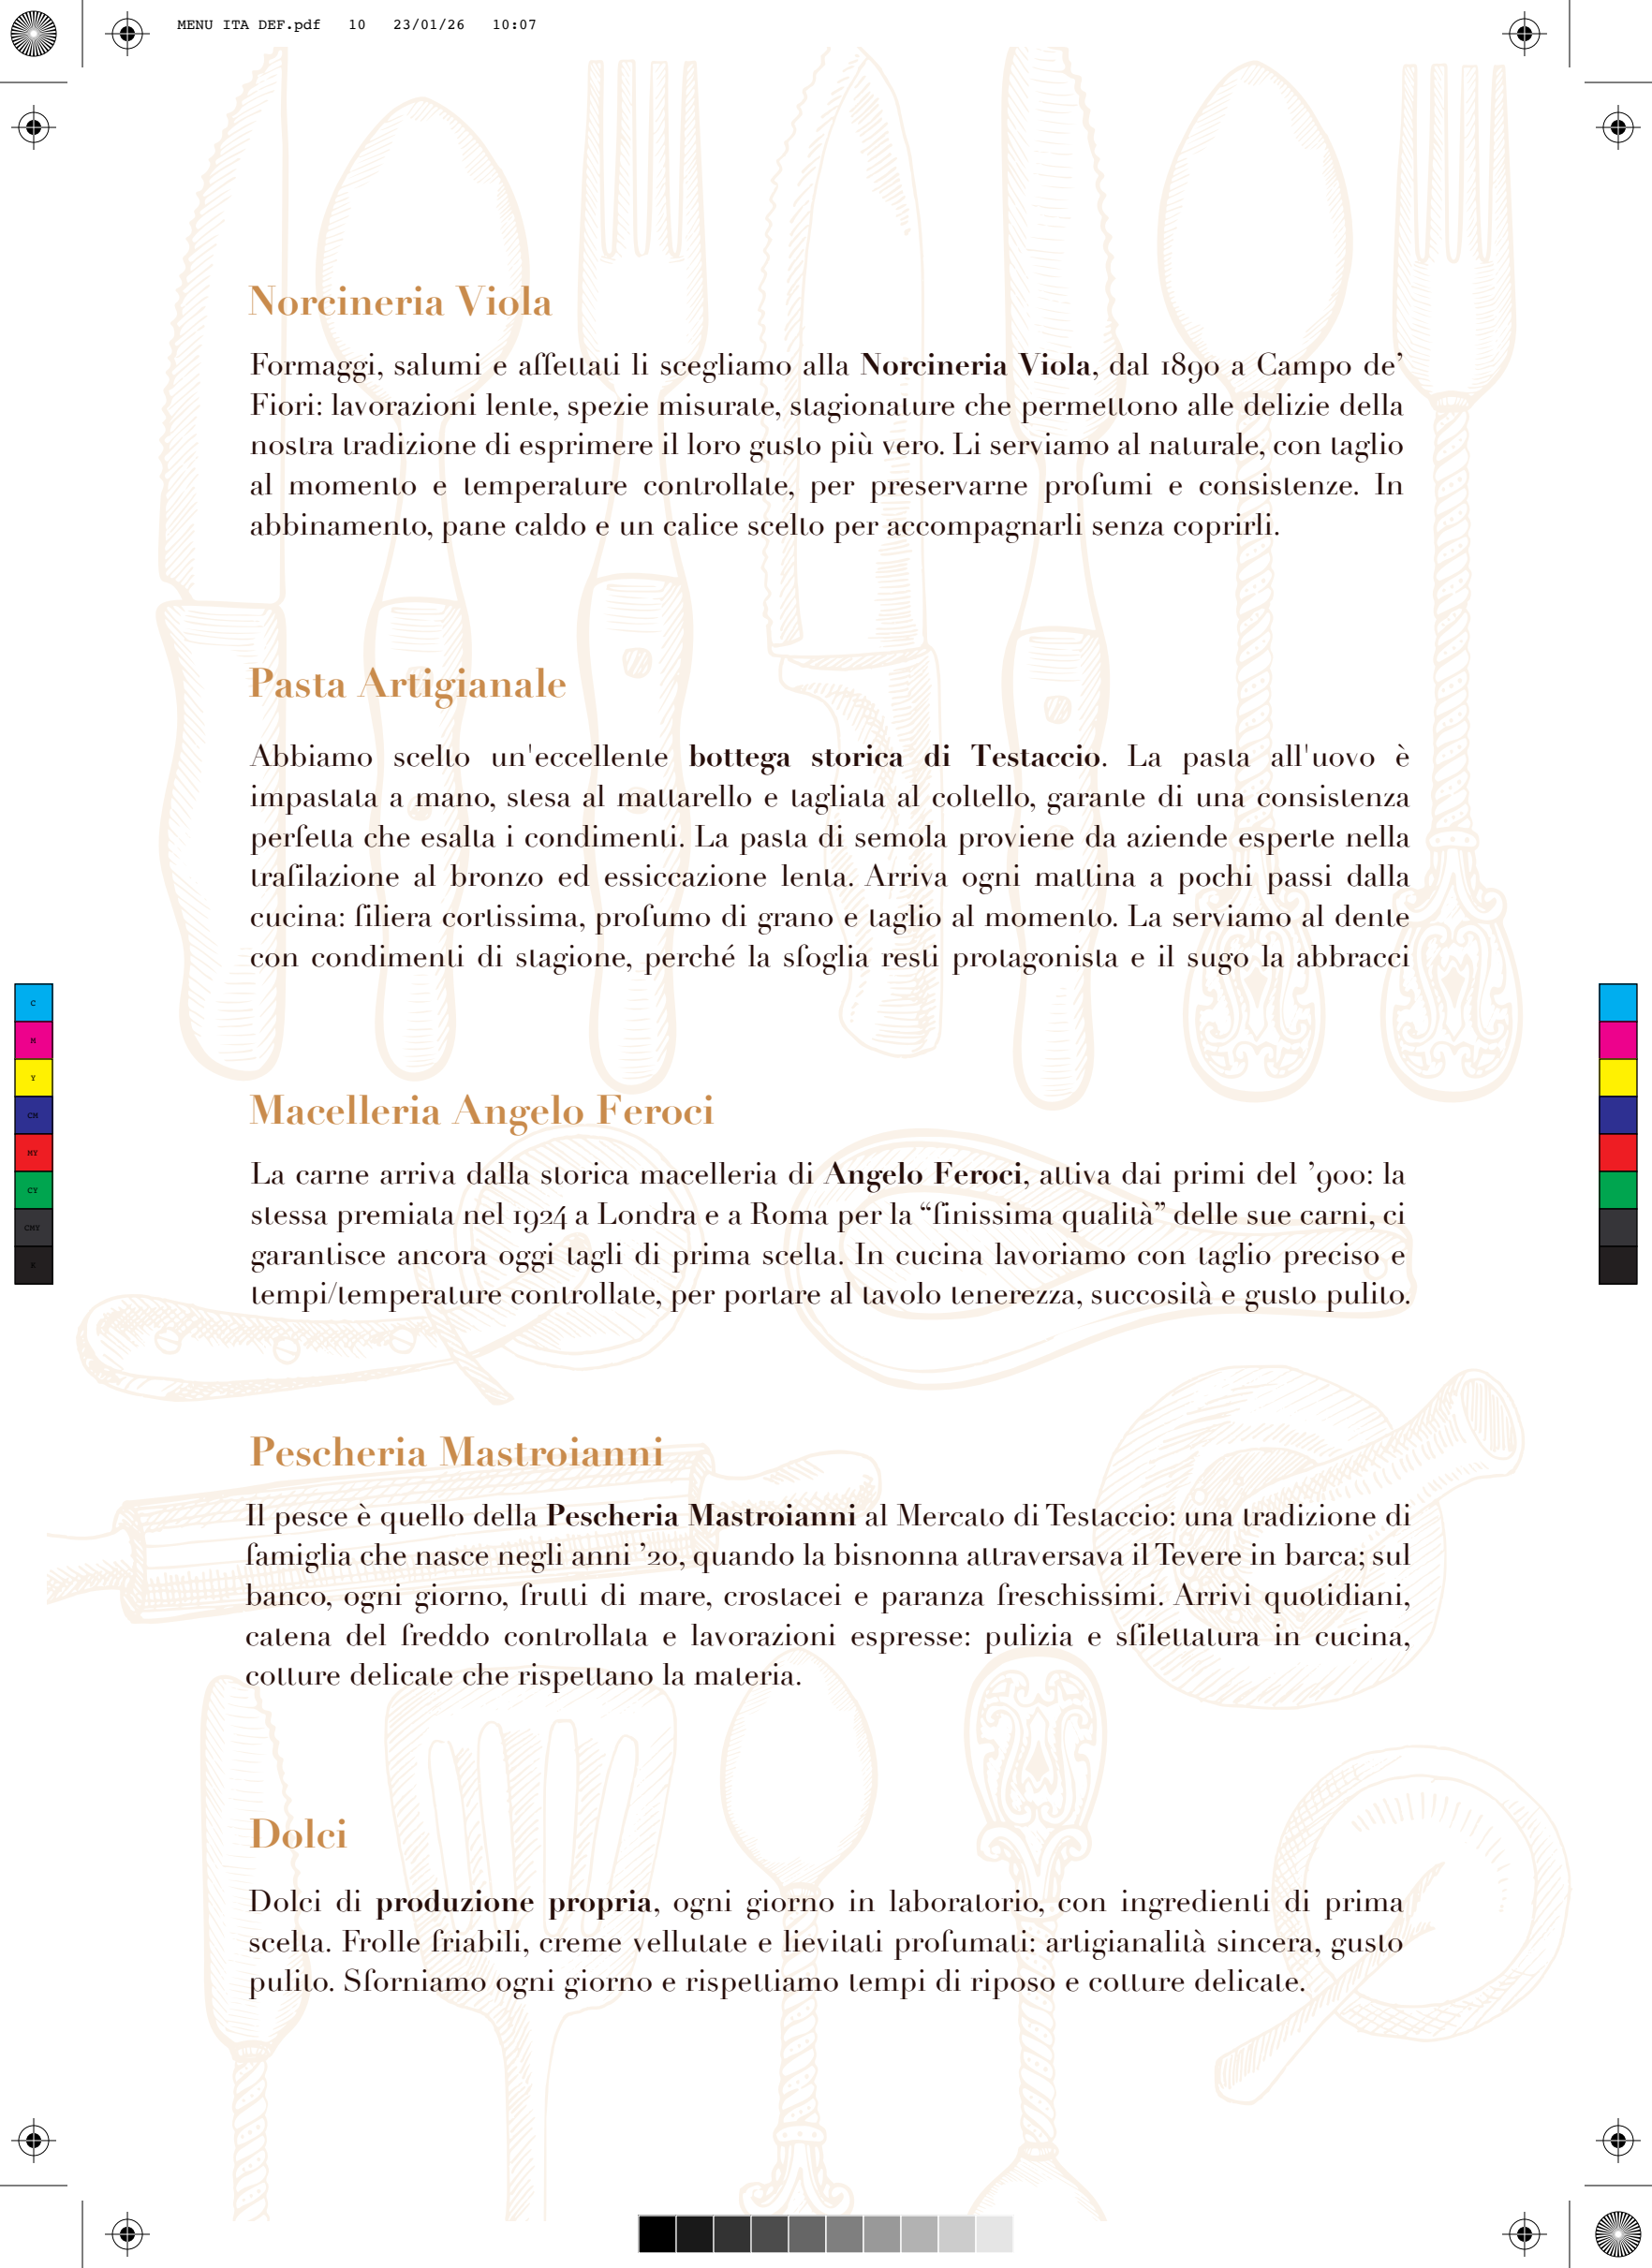 MENU ITA DEF.pdf 10 23/01/26 10:07
Norcineria Viola
Formaggi, salumi e affettati li scegliamo alla Norcineria Viola, dal 1890 a Campo de’
Fiori: lavorazioni lente, spezie misurate, stagionature che permettono alle delizie della
nostra tradizione di esprimere il loro gusto più vero. Li serviamo al naturale, con taglio
al momento e temperature controllate, per preservarne profumi e consistenze. In
abbinamento, pane caldo e un calice scelto per accompagnarli senza coprirli.
Pasta Artigianale
Abbiamo scelto un'eccellente bottega storica di Testaccio. La pasta all'uovo è
impastata a mano, stesa al mattarello e tagliata al coltello, garante di una consistenza
perfetta che esalta i condimenti. La pasta di semola proviene da aziende esperte nella
trafilazione al bronzo ed essiccazione lenta. Arriva ogni mattina a pochi passi dalla
cucina: filiera cortissima, profumo di grano e taglio al momento. La serviamo al dente
con condimenti di stagione, perché la sfoglia resti protagonista e il sugo la abbracci
C
M
Y
CM
MY
CY
CMY
K
Macelleria Angelo Feroci
La carne arriva dalla storica macelleria di Angelo Feroci, attiva dai primi del ’900: la
stessa premiata nel 1924 a Londra e a Roma per la “finissima qualità” delle sue carni, ci
garantisce ancora oggi tagli di prima scelta. In cucina lavoriamo con taglio preciso e
tempi/temperature controllate, per portare al tavolo tenerezza, succosità e gusto pulito.
Pescheria Mastroianni
Il pesce è quello della Pescheria Mastroianni al Mercato di Testaccio: una tradizione di
famiglia che nasce negli anni ’20, quando la bisnonna attraversava il Tevere in barca; sul
banco, ogni giorno, frutti di mare, crostacei e paranza freschissimi. Arrivi quotidiani,
catena del freddo controllata e lavorazioni espresse: pulizia e sfilettatura in cucina,
cotture delicate che rispettano la materia.
Dolci
Dolci di produzione propria, ogni giorno in laboratorio, con ingredienti di prima
scelta. Frolle friabili, creme vellutate e lievitati profumati: artigianalità sincera, gusto
pulito. Sforniamo ogni giorno e rispettiamo tempi di riposo e cotture delicate.